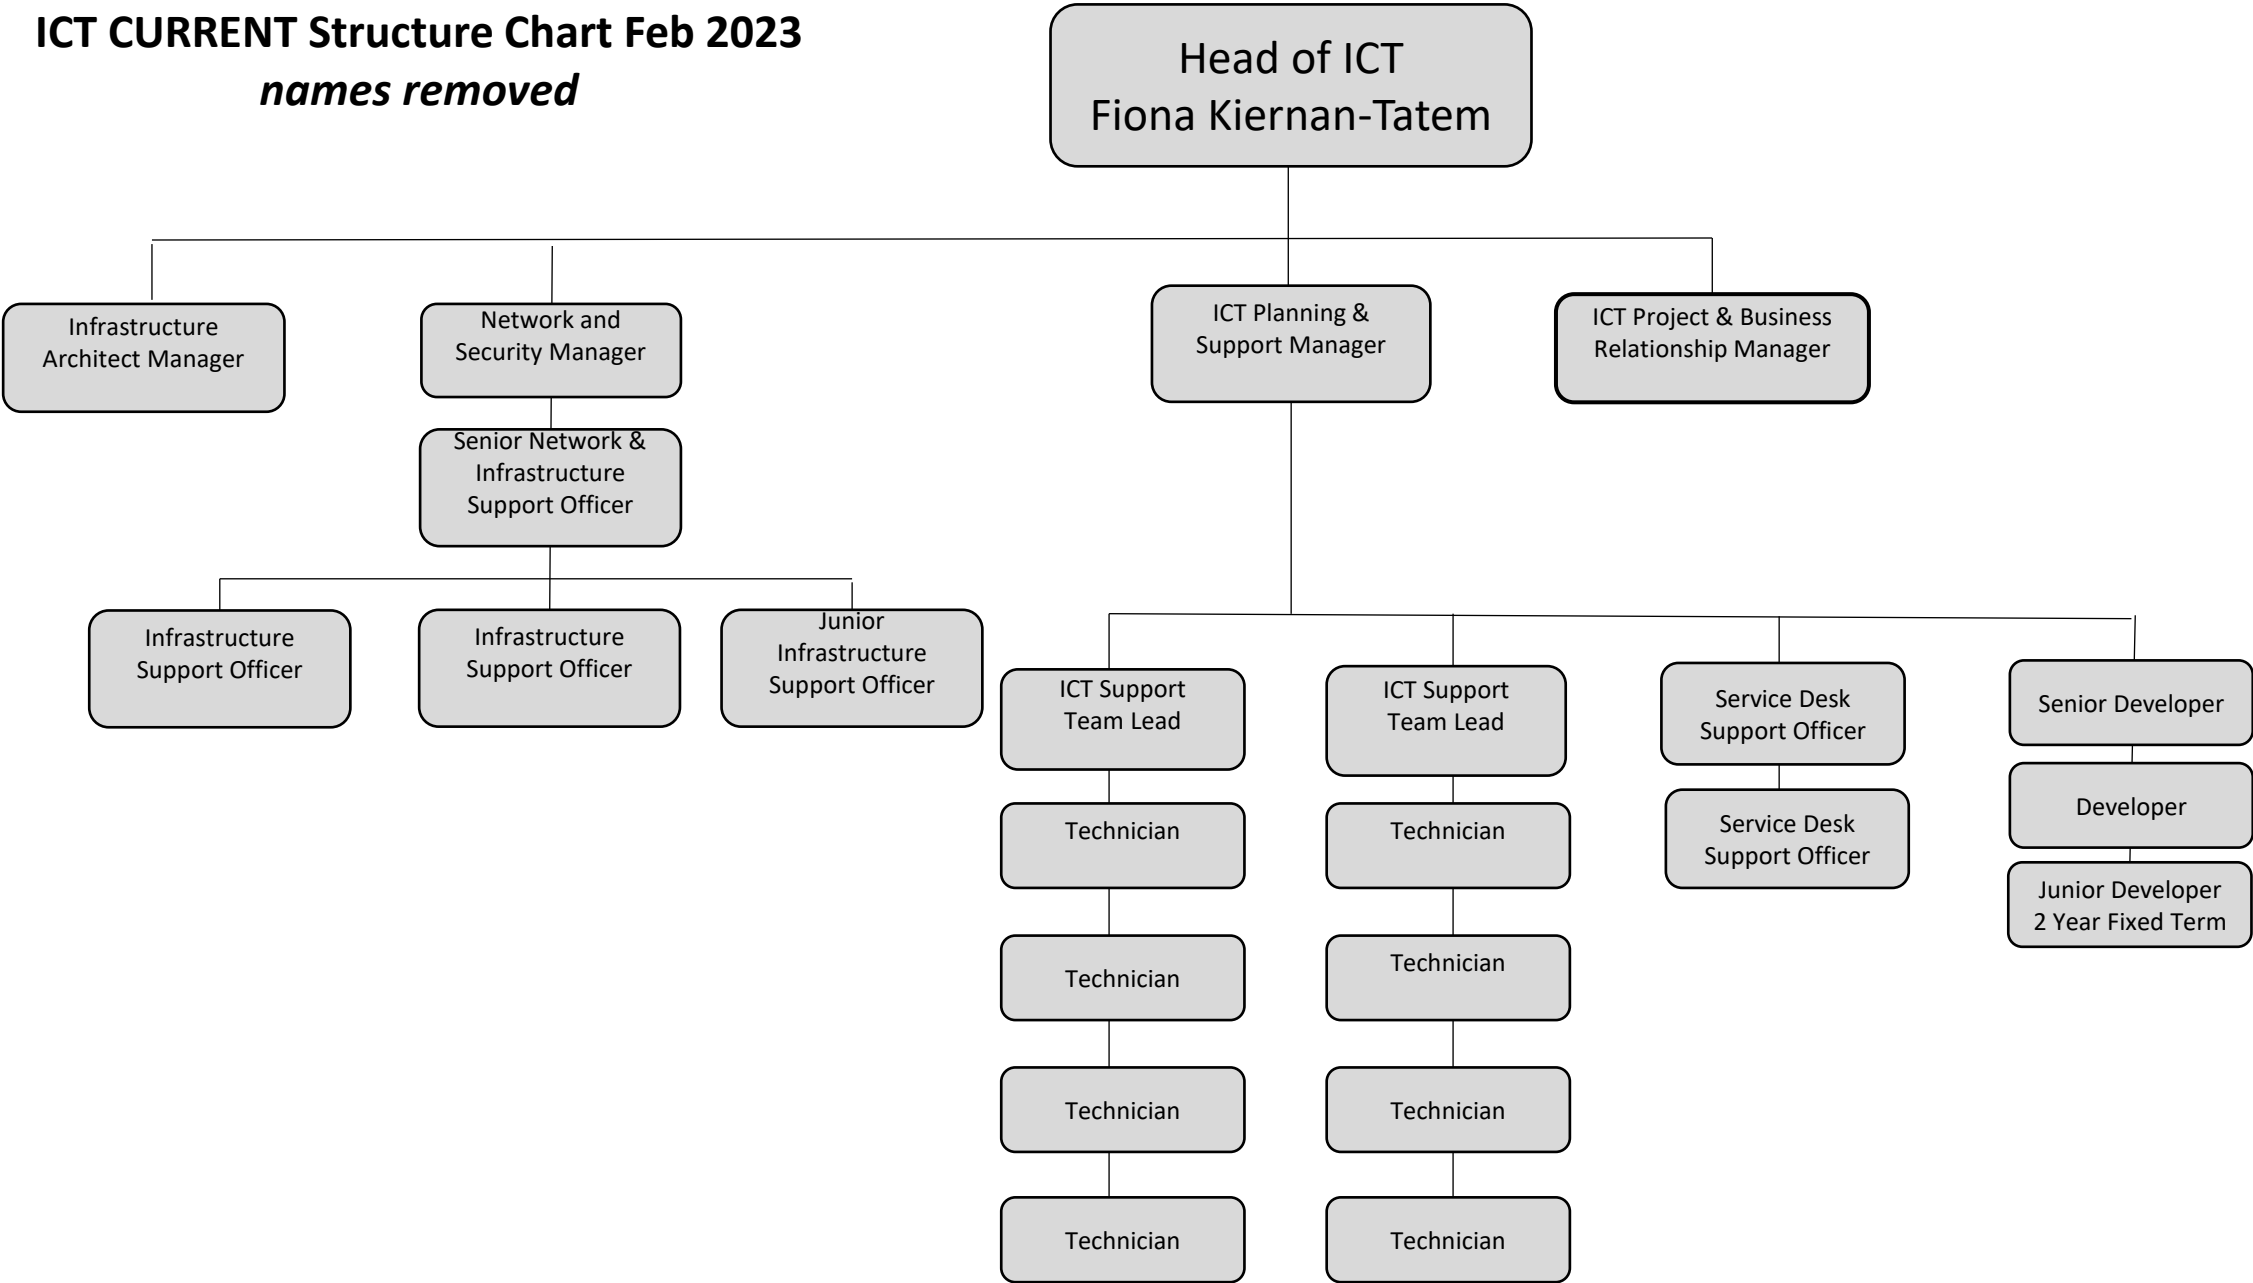 ICT CURRENT Structure Chart Feb 2023
names removed
Head of ICT
Fiona Kiernan-Tatem
Infrastructure
Architect Manager
Network and
Security Manager
ICT Planning &
Support Manager
ICT Project & Business
Relationship Manager
Senior Network &
Infrastructure
Support Officer
Infrastructure
Support Officer
Infrastructure
Support Officer
Junior
Infrastructure
Support Officer
ICT Support
Team Lead
Technician
Technician
Technician
Technician
ICT Support
Team Lead
Technician
Technician
Technician
Technician
Service Desk
Support Officer
Service Desk
Support Officer
Senior Developer
Developer
Junior Developer
2 Year Fixed Term